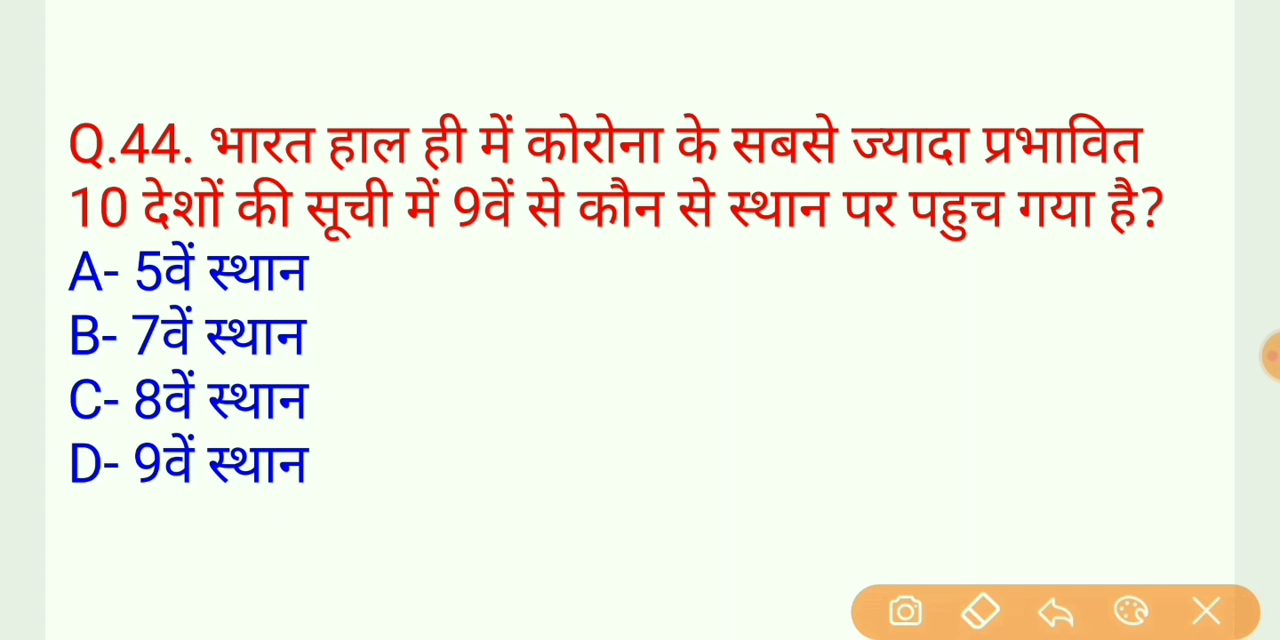 Q.44. भारत हाल ही में कोरोना के सबसे ज्यादा प्रभावित
10 देशों की सूची में 9वें से कौन से स्थान पर पहुच गया है?
A- 5वें स्थान
B- 7वें स्थान
C- 8वें स्थान
D- 9वें स्थान